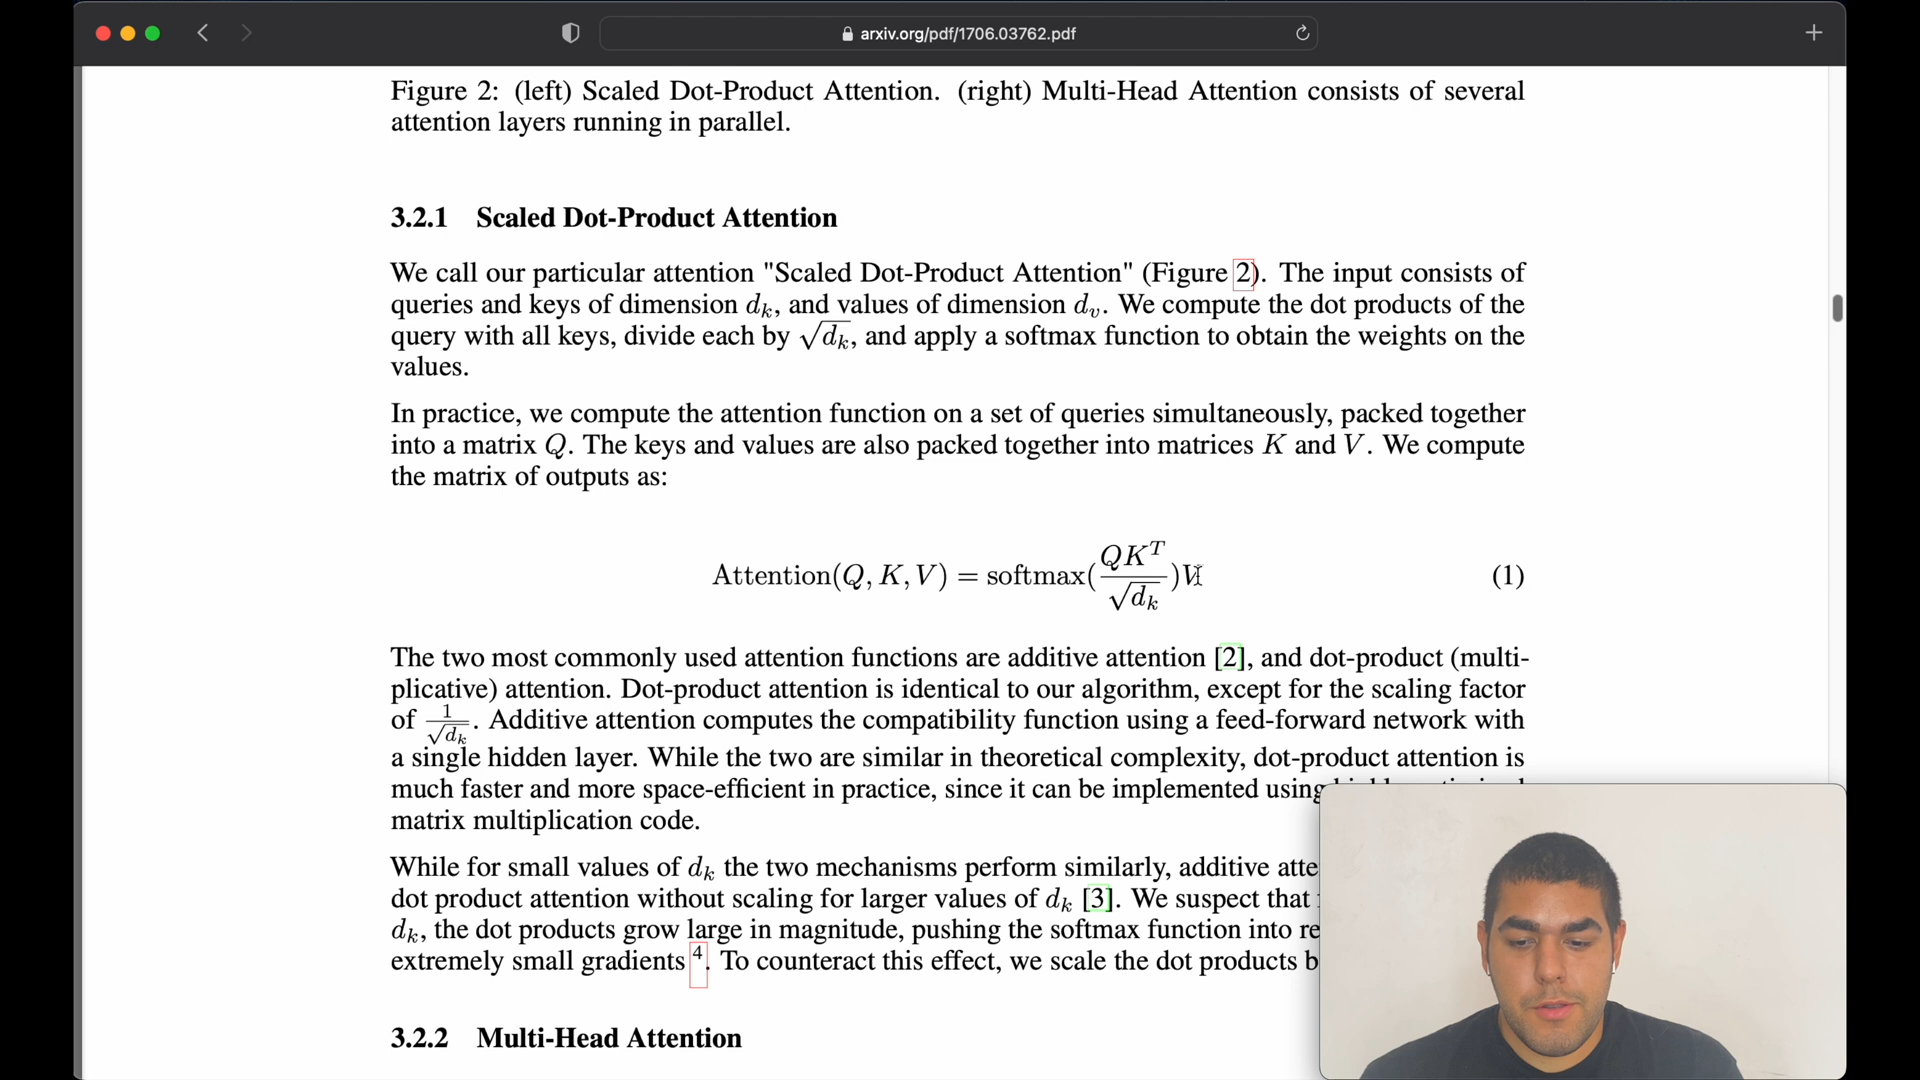 arxiv.org/pdf/1706.03762.pdf
Figure 2: (left) Scaled Dot-Product Attention. (right) Multi-Head Attention consists of several
attention layers running in parallel.
3.2.1 Scaled Dot-Product Attention
We call our particular attention "Scaled Dot-Product Attention" (Figure 2). The input consists of
queries and keys of dimension dₖ, and values of dimension dᵥ. We compute the dot products of the
query with all keys, divide each by √dₖ, and apply a softmax function to obtain the weights on the
values.
In practice, we compute the attention function on a set of queries simultaneously, packed together
into a matrix Q. The keys and values are also packed together into matrices K and V. We compute
the matrix of outputs as:
Attention(Q, K, V) = softmax(QKᵀ/√dₖ)V (1)
The two most commonly used attention functions are additive attention [2], and dot-product (multi-
plicative) attention. Dot-product attention is identical to our algorithm, except for the scaling factor
of 1/√dₖ. Additive attention computes the compatibility function using a feed-forward network with
a single hidden layer. While the two are similar in theoretical complexity, dot-product attention is
much faster and more space-efficient in practice, since it can be implemented using
matrix multiplication code.
While for small values of dₖ the two mechanisms perform similarly, additive atte
dot product attention without scaling for larger values of dₖ [3]. We suspect that
dₖ, the dot products grow large in magnitude, pushing the softmax function into re
extremely small gradients ⁴. To counteract this effect, we scale the dot products b
3.2.2 Multi-Head Attention